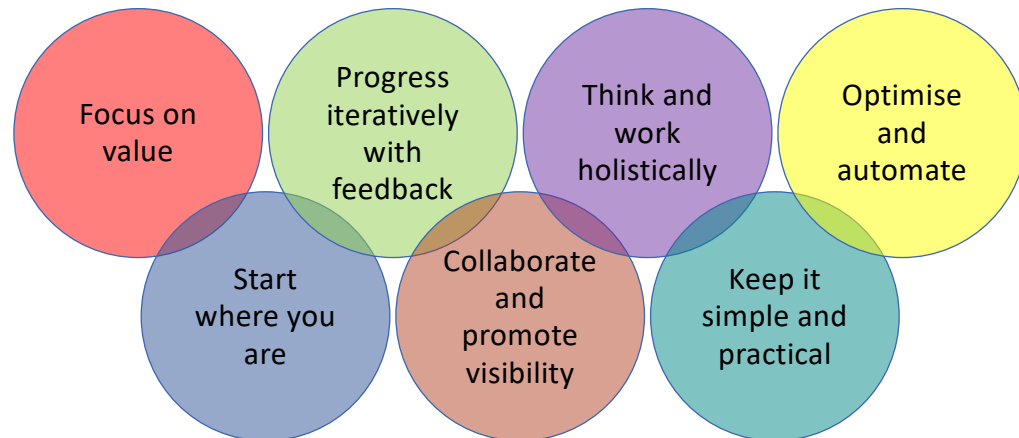 Focus on
value
Progress
iteratively
with
feedback
Think and
work
holistically
Optimise
and
automate
Start
where you
are
Collaborate
and
promote
visibility
Keep it
simple and
practical